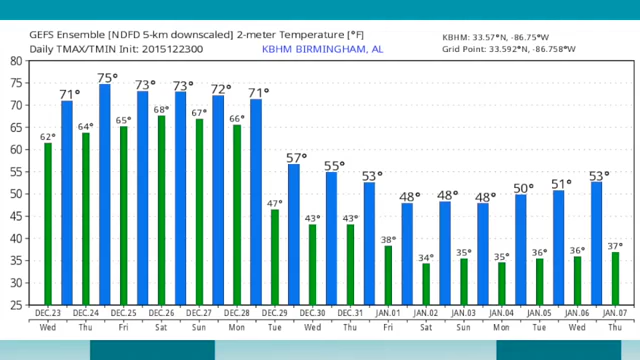 GEFS Ensemble [NDFD 5-km downscaled] 2-meter Temperature [°F]
KBHM: 33.57°N, -86.75°W
Daily TMAX/TMIN Init: 2015122300
KBHM BIRMINGHAM, AL
Grid Point: 33.592°N, -86.758°W
80
75
70
65
60
55
50
45
40
35
30
25
62° 71° 64° 75° 65° 73° 68° 73° 67° 72° 66° 71° 47° 57° 43° 55° 43° 53° 38° 48° 34° 48° 35° 48° 35° 50° 36° 51° 36° 53° 37°
DEC.23 DEC.24 DEC.25 DEC.26 DEC.27 DEC.28 DEC.29 DEC.30 DEC.31 JAN.01 JAN.02 JAN.03 JAN.04 JAN.05 JAN.06 JAN.07
Wed Thu Fri Sat Sun Mon Tue Wed Thu Fri Sat Sun Mon Tue Wed Thu